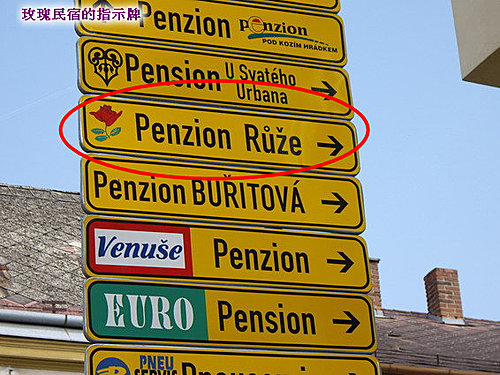 玫瑰民宿的指示牌
Penzion penzion
POD KOZÍM HRÁDKEM
Pension U Svatého
Urbana
Penzion Růže
Penzion BUŘITOVÁ
Venuše Penzion
EURO Pension
PNEU
SERVIS